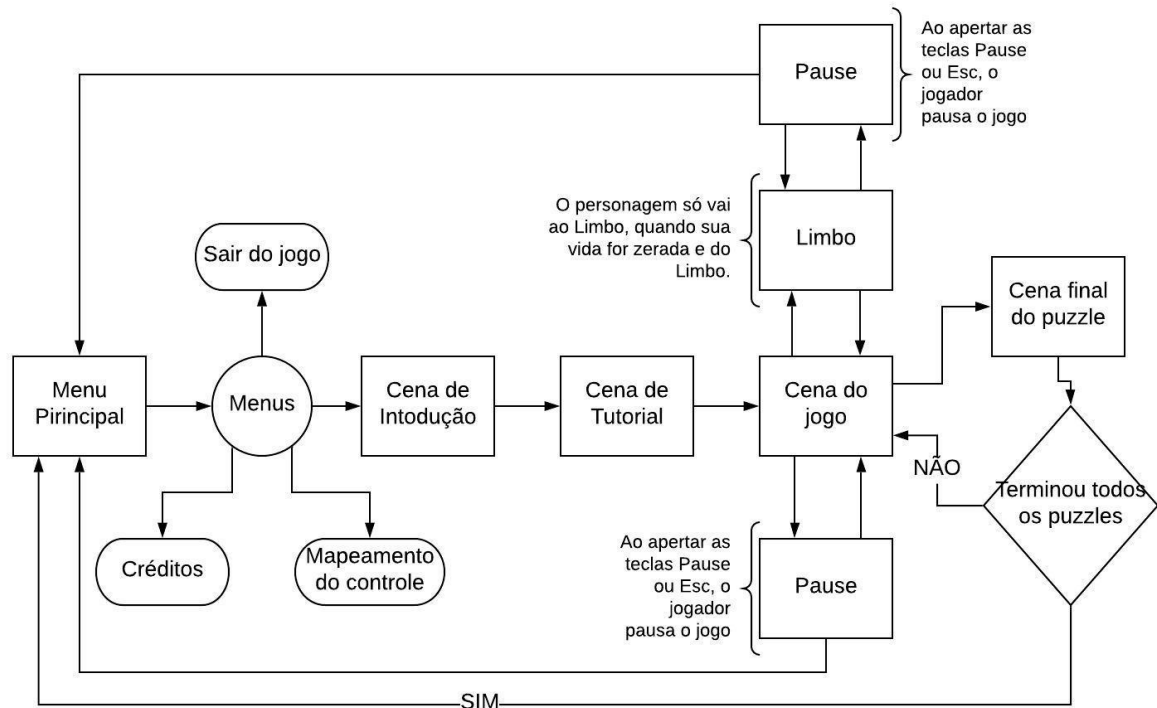 Pause
Ao apertar as
teclas Pause
ou Esc, o
jogador
pausa o jogo
O personagem só vai
ao Limbo, quando sua
vida for zerada e do
Limbo.
Limbo
Sair do jogo
Cena final
do puzzle
Menu
Pirincipal
Menus
Cena de
Intodução
Cena de
Tutorial
Cena do
jogo
NÃO
Terminou todos
os puzzles
Créditos
Mapeamento
do controle
Ao apertar as
teclas Pause
ou Esc, o
jogador
pausa o jogo
Pause
SIM